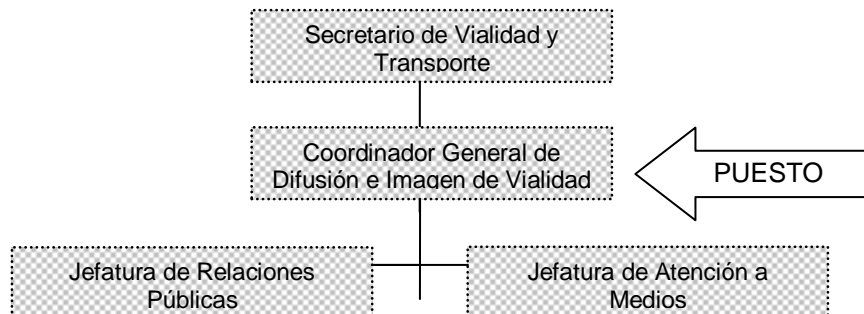 Secretario de Vialidad y
Transporte
Coordinador General de
Difusión e Imagen de Vialidad
PUESTO
Jefatura de Relaciones
Públicas
Jefatura de Atención a
Medios